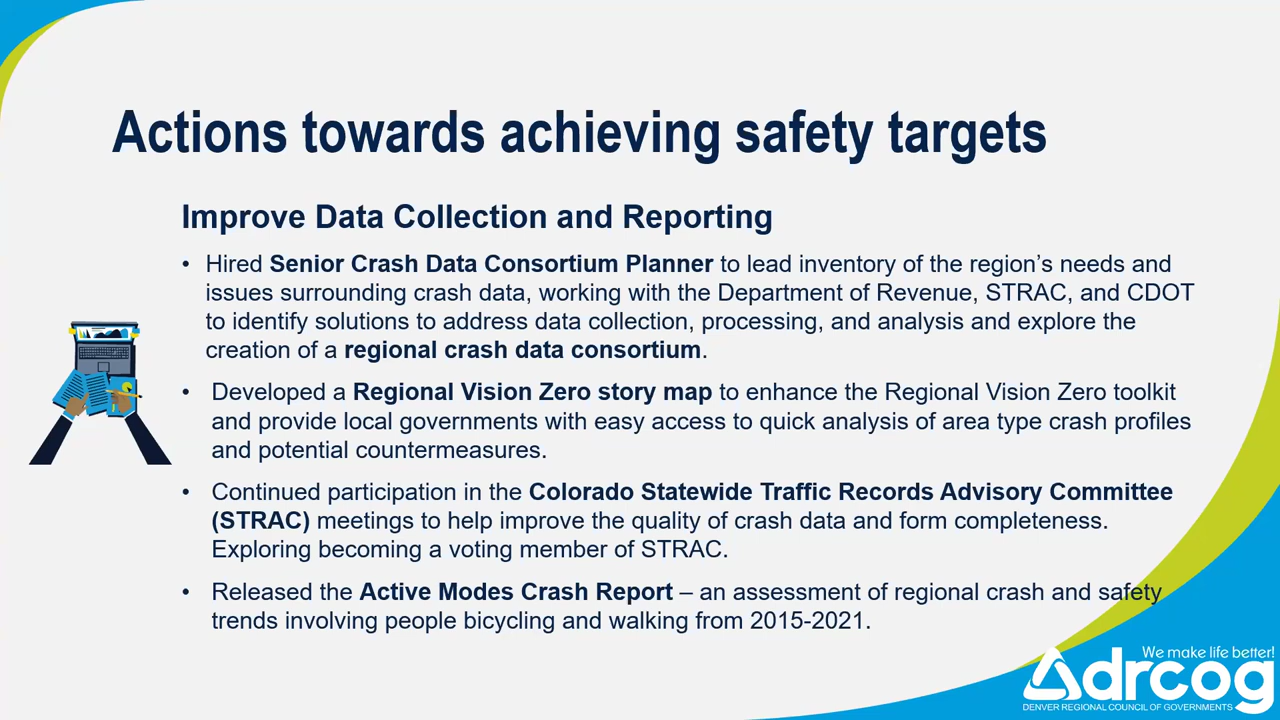 Actions towards achieving safety targets
Improve Data Collection and Reporting
• Hired Senior Crash Data Consortium Planner to lead inventory of the region's needs and
issues surrounding crash data, working with the Department of Revenue, STRAC, and CDOT
to identify solutions to address data collection, processing, and analysis and explore the
creation of a regional crash data consortium.
• Developed a Regional Vision Zero story map to enhance the Regional Vision Zero toolkit
and provide local governments with easy access to quick analysis of area type crash profiles
and potential countermeasures.
• Continued participation in the Colorado Statewide Traffic Records Advisory Committee
(STRAC) meetings to help improve the quality of crash data and form completeness.
Exploring becoming a voting member of STRAC.
• Released the Active Modes Crash Report – an assessment of regional crash and safety
trends involving people bicycling and walking from 2015-2021.
We make life better!
drcog
DENVER REGIONAL COUNCIL OF GOVERNMENTS